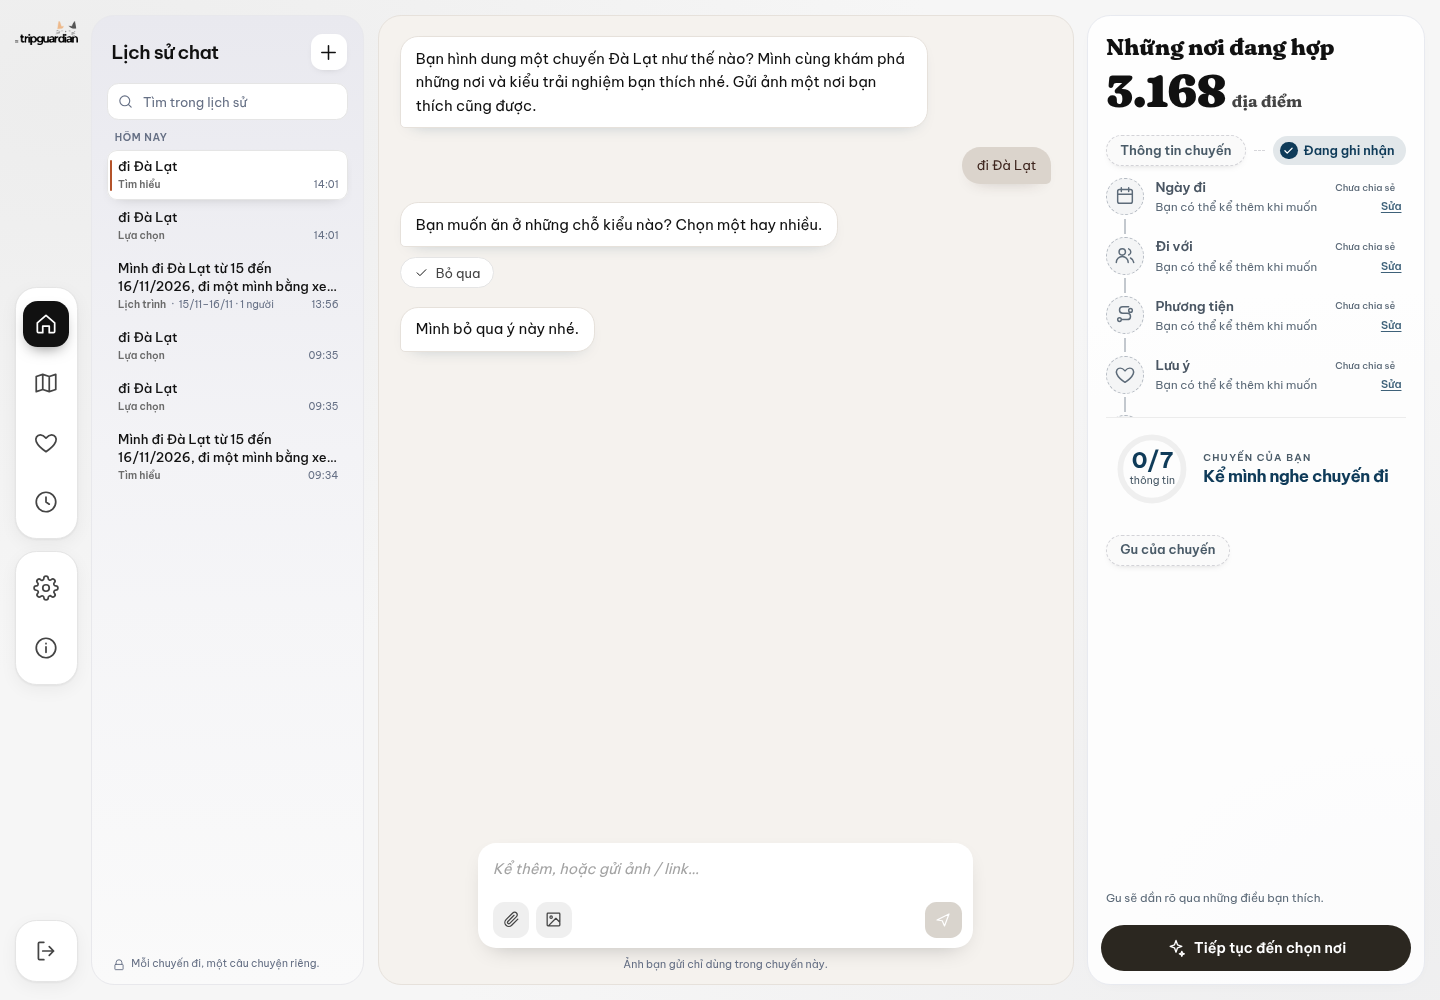 tripguardian
Lịch sử chat
Tìm trong lịch sử
HÔM NAY
đi Đà Lạt
Tìm hiểu 14:01
đi Đà Lạt
Lựa chọn 14:01
Mình đi Đà Lạt từ 15 đến
16/11/2026, đi một mình bằng xe…
Lịch trình · 15/11–16/11 · 1 người 13:56
đi Đà Lạt
Lựa chọn 09:35
đi Đà Lạt
Lựa chọn 09:35
Mình đi Đà Lạt từ 15 đến
16/11/2026, đi một mình bằng xe…
Tìm hiểu 09:34
Mỗi chuyến đi, một câu chuyện riêng.
Bạn hình dung một chuyến Đà Lạt như thế nào? Mình cùng khám phá
những nơi và kiểu trải nghiệm bạn thích nhé. Gửi ảnh một nơi bạn
thích cũng được.
đi Đà Lạt
Bạn muốn ăn ở những chỗ kiểu nào? Chọn một hay nhiều.
Bỏ qua
Mình bỏ qua ý này nhé.
Kể thêm, hoặc gửi ảnh / link…
Ảnh bạn gửi chỉ dùng trong chuyến này.
Những nơi đang hợp
3.168 địa điểm
Thông tin chuyến Đang ghi nhận
Ngày đi Chưa chia sẻ
Bạn có thể kể thêm khi muốn Sửa
Đi với Chưa chia sẻ
Bạn có thể kể thêm khi muốn Sửa
Phương tiện Chưa chia sẻ
Bạn có thể kể thêm khi muốn Sửa
Lưu ý Chưa chia sẻ
Bạn có thể kể thêm khi muốn Sửa
0/7
thông tin
CHUYẾN CỦA BẠN
Kể mình nghe chuyến đi
Gu của chuyến
Gu sẽ dần rõ qua những điều bạn thích.
Tiếp tục đến chọn nơi